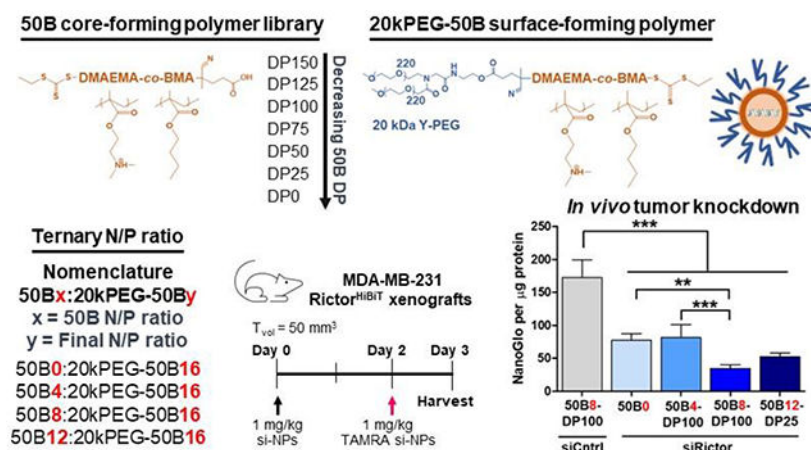 50B core-forming polymer library
DMAEMA-co-BMA
DP150
DP125
DP100
DP75
DP50
DP25
DP0
Decreasing 50B DP
20kPEG-50B surface-forming polymer
220
220
DMAEMA-co-BMA
20 kDa Y-PEG
Ternary N/P ratio
Nomenclature
50Bx:20kPEG-50By
x = 50B N/P ratio
y = Final N/P ratio
50B0:20kPEG-50B16
50B4:20kPEG-50B16
50B8:20kPEG-50B16
50B12:20kPEG-50B16
MDA-MB-231
Rictor^HiBiT xenografts
T_vol = 50 mm³
Day 0
Day 2
Day 3
Harvest
1 mg/kg
si-NPs
1 mg/kg
TAMRA si-NPs
In vivo tumor knockdown
NanoGlo per µg protein
250
200
150
100
50
0
***
**
***
50B8-
DP100
50B0
50B4-
DP100
50B8-
DP100
50B12-
DP25
siCntrl
siRictor